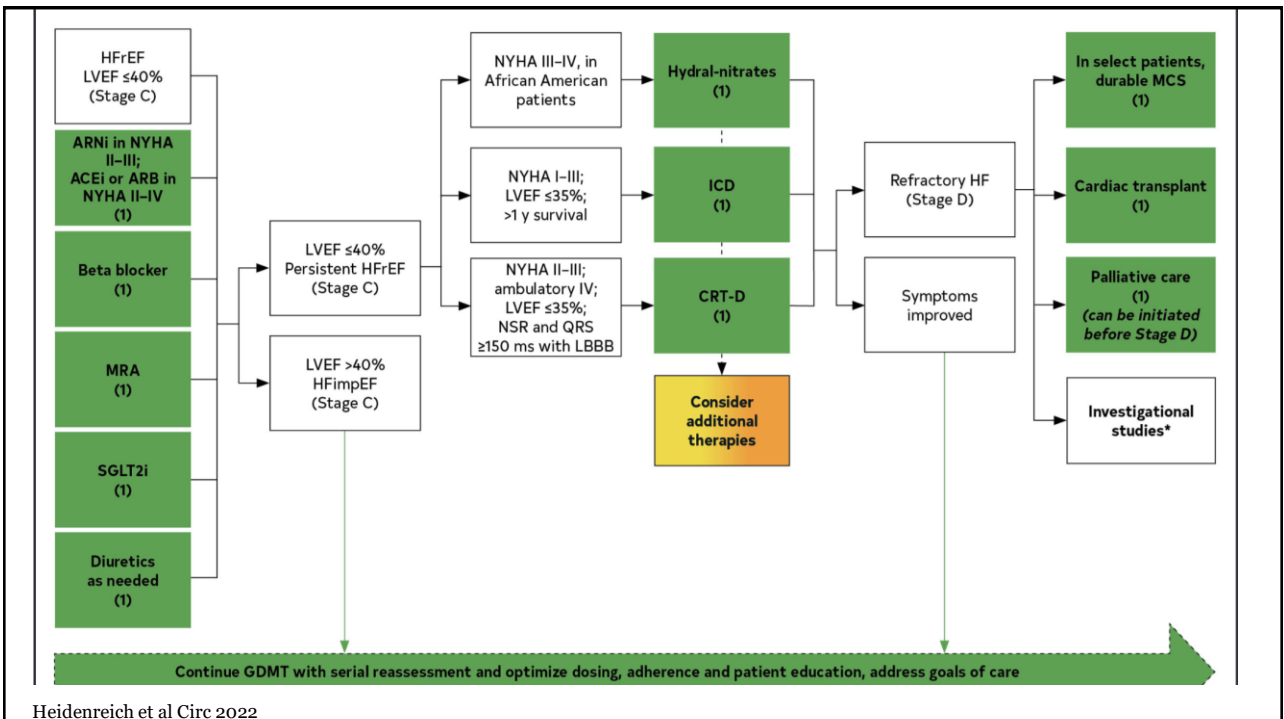 HFrEF
LVEF ≤40%
(Stage C)
ARNi in NYHA
II–III;
ACEi or ARB in
NYHA II–IV
(1)
Beta blocker
(1)
MRA
(1)
SGLT2i
(1)
Diuretics
as needed
(1)
LVEF ≤40%
Persistent HFrEF
(Stage C)
LVEF >40%
HFimpEF
(Stage C)
NYHA III–IV, in
African American
patients
NYHA I–III;
LVEF ≤35%;
>1 y survival
NYHA II–III;
ambulatory IV;
LVEF ≤35%;
NSR and QRS
≥150 ms with LBBB
Hydral-nitrates
(1)
ICD
(1)
CRT-D
(1)
Consider
additional
therapies
Refractory HF
(Stage D)
Symptoms
improved
In select patients,
durable MCS
(1)
Cardiac transplant
(1)
Palliative care
(1)
(can be initiated
before Stage D)
Investigational
studies*
Continue GDMT with serial reassessment and optimize dosing, adherence and patient education, address goals of care
Heidenreich et al Circ 2022